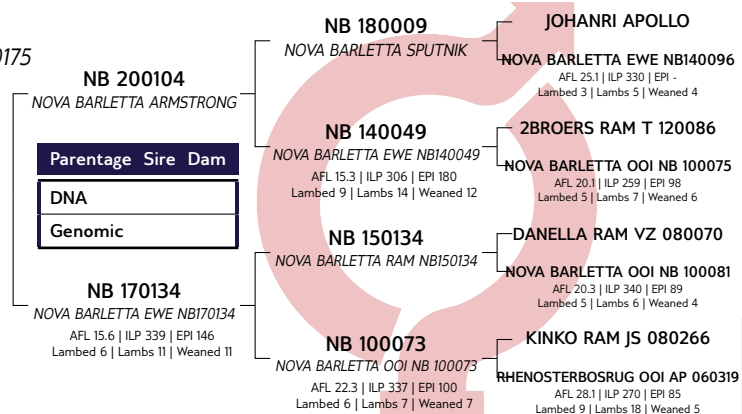 0175
NB 200104
NOVA BARLETTA ARMSTRONG
Parentage Sire Dam
DNA
Genomic
NB 170134
NOVA BARLETTA EWE NB170134
AFL 15.6 | ILP 339 | EPI 146
Lambed 6 | Lambs 11 | Weaned 11
NB 180009
NOVA BARLETTA SPUTNIK
NB 140049
NOVA BARLETTA EWE NB140049
AFL 15.3 | ILP 306 | EPI 180
Lambed 9 | Lambs 14 | Weaned 12
NB 150134
NOVA BARLETTA RAM NB150134
NB 100073
NOVA BARLETTA OOI NB 100073
AFL 22.3 | ILP 337 | EPI 100
Lambed 6 | Lambs 7 | Weaned 7
JOHANRI APOLLO
NOVA BARLETTA EWE NB140096
AFL 25.1 | ILP 330 | EPI -
Lambed 3 | Lambs 5 | Weaned 4
2BROERS RAM T 120086
NOVA BARLETTA OOI NB 100075
AFL 20.1 | ILP 259 | EPI 98
Lambed 5 | Lambs 7 | Weaned 6
DANELLA RAM VZ 080070
NOVA BARLETTA OOI NB 100081
AFL 20.3 | ILP 340 | EPI 89
Lambed 5 | Lambs 6 | Weaned 4
KINKO RAM JS 080266
RHENOSTERBOSRUG OOI AP 060319
AFL 28.1 | ILP 270 | EPI 85
Lambed 9 | Lambs 18 | Weaned 5